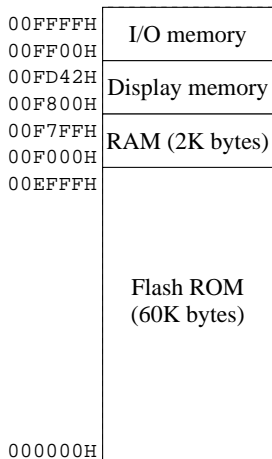 00FFFFH
I/O memory
00FF00H
00FD42H
Display memory
00F800H
00F7FFH
RAM (2K bytes)
00F000H
00EFFFH
Flash ROM
(60K bytes)
000000H